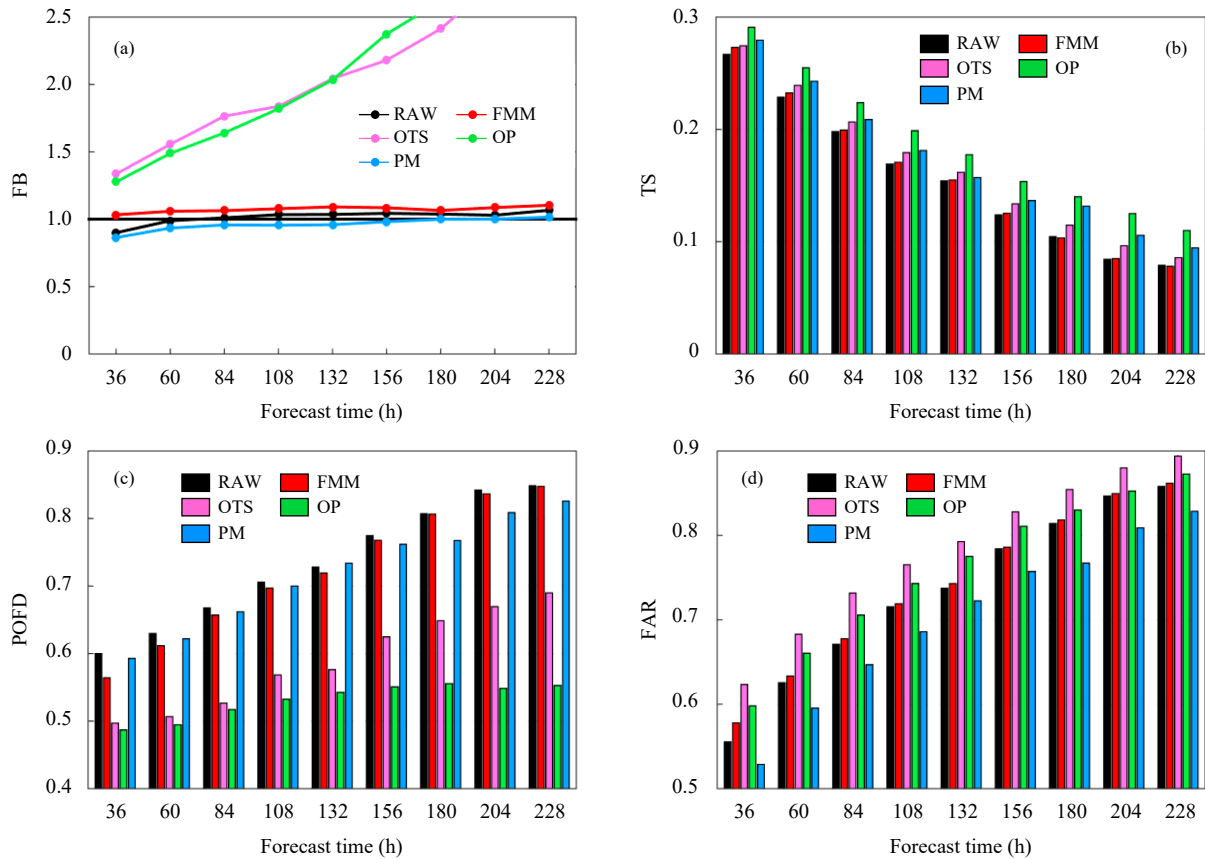 2.5
2.0
1.5
1.0
0.5
0
FB
(a)
RAW FMM
OTS OP
PM
36 60 84 108 132 156 180 204 228
Forecast time (h)
0.3
0.2
0.1
0
TS
(b)
RAW FMM
OTS OP
PM
36 60 84 108 132 156 180 204 228
Forecast time (h)
0.9
0.8
0.7
0.6
0.5
0.4
POFD
(c)
RAW FMM
OTS OP
PM
36 60 84 108 132 156 180 204 228
Forecast time (h)
0.9
0.8
0.7
0.6
0.5
FAR
(d)
RAW FMM
OTS OP
PM
36 60 84 108 132 156 180 204 228
Forecast time (h)